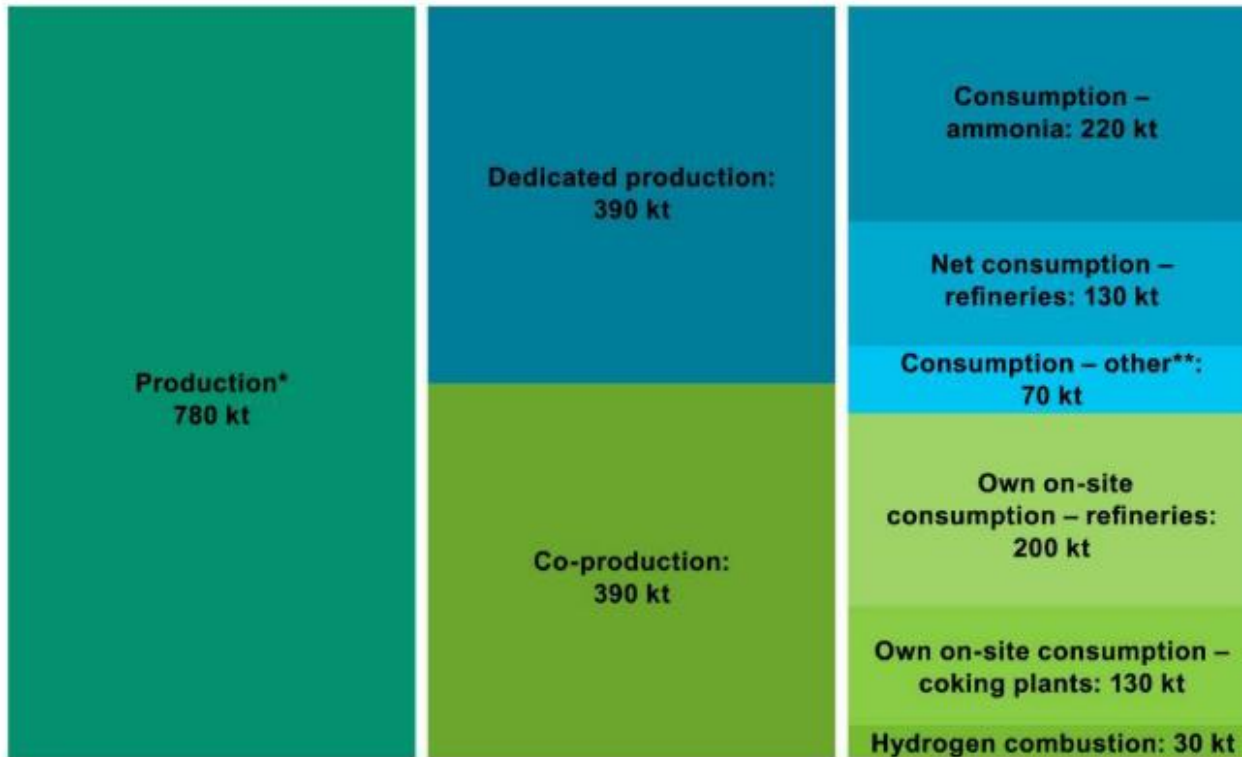 Production*
780 kt
Dedicated production:
390 kt
Co-production:
390 kt
Consumption –
ammonia: 220 kt
Net consumption –
refineries: 130 kt
Consumption – other**:
70 kt
Own on-site
consumption – refineries:
200 kt
Own on-site consumption –
coking plants: 130 kt
Hydrogen combustion: 30 kt